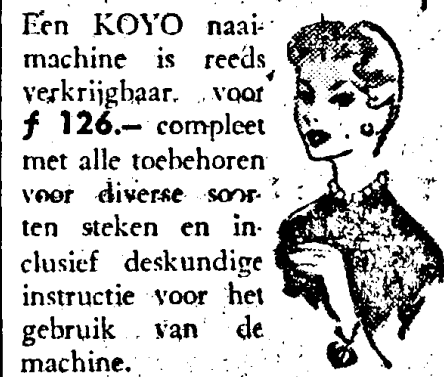 Eén KOYO naai-
machine is reeds
verkrijgbaar voor
f 126.— compleet
met alle toebehoren
voor diverse soor-
ten steken en in-
clusief deskundige
instructie voor het
gebruik van de
machine.